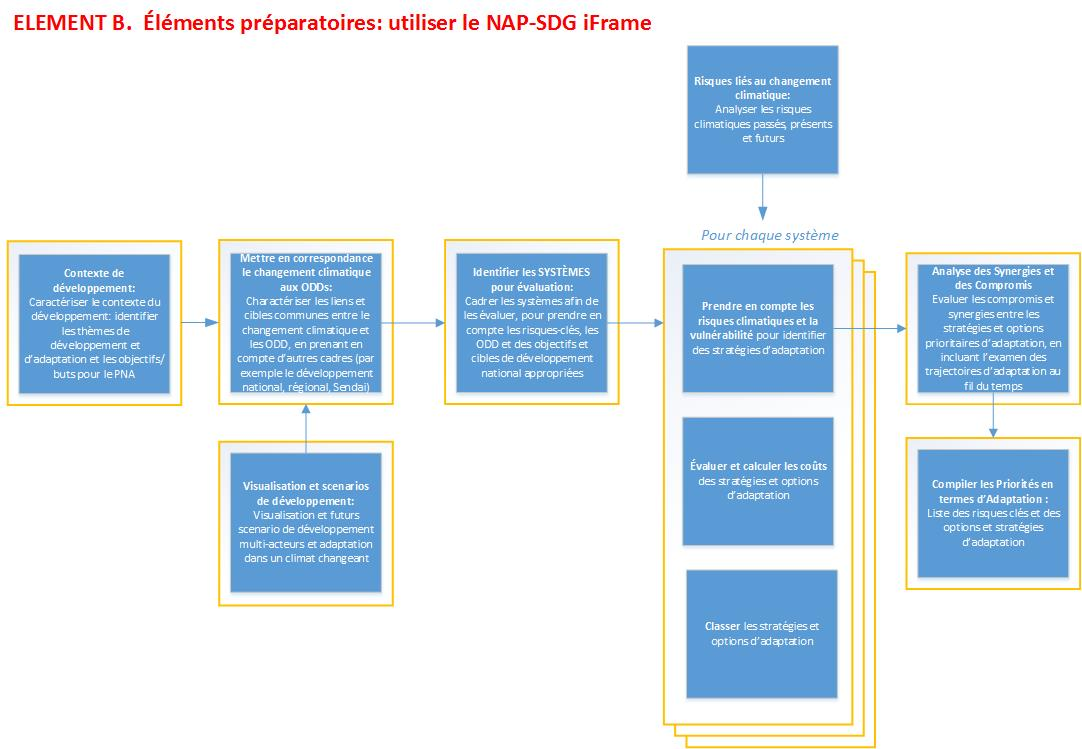 ELEMENT B.  Éléments préparatoires: utiliser le NAP-SDG iFrame
Risques liés au changement
climatique:
Analyser les risques
climatiques passés, présents
et futurs
Pour chaque système
Contexte de
développement:
Caractériser le contexte du
développement: identifier
les thèmes de
développement et
d'adaptation et les objectifs/
buts pour le PNA
Mettre en correspondance
le changement climatique
aux ODDs:
Charactériser les liens et
cibles communes entre le
changement climatique et
les ODD, en prenant en
compte d'autres cadres (par
exemple le développement
national, régional, Sendai)
Visualisation et scenarios
de développement:
Visualisation et futurs
scenario de développement
multi-acteurs et adaptation
dans un climat changeant
Identifier les SYSTÈMES
pour évaluation:
Cadrer les systèmes afin de
les évaluer, pour prendre en
compte les risques-clés, les
ODD et des objectifs et
cibles de développement
national appropriées
Prendre en compte les
risques climatiques et la
vulnérabilité pour identifier
des stratégies d'adaptation
Évaluer et calculer les coûts
des stratégies et options
d'adaptation
Classer les stratégies et
options d'adaptation
Analyse des Synergies et
des Compromis
Evaluer les compromis et
synergies entre les
stratégies et options
prioritaires d'adaptation, en
incluant l'examen des
trajectoires d'adaptation au
fil du temps
Compiler les Priorités en
termes d'Adaptation :
Liste des risques clés et des
options et stratégies
d'adaptation